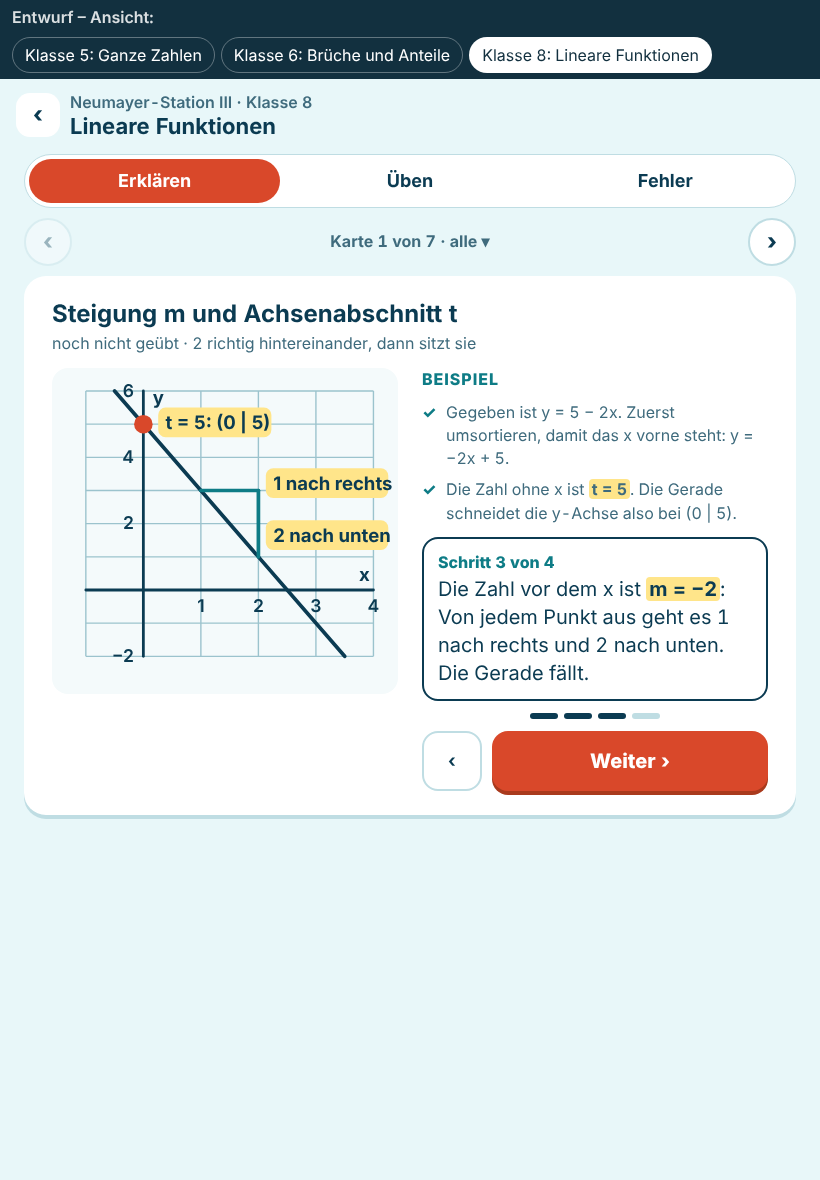 Entwurf – Ansicht:
Klasse 5: Ganze Zahlen
Klasse 6: Brüche und Anteile
Klasse 8: Lineare Funktionen
‹
Neumayer-Station III · Klasse 8
Lineare Funktionen
Erklären
Üben
Fehler
‹
Karte 1 von 7 · alle ▾
›
Steigung m und Achsenabschnitt t
noch nicht geübt · 2 richtig hintereinander, dann sitzt sie
6
y
t = 5: (0 | 5)
4
1 nach rechts
2
2 nach unten
x
1
2
3
4
−2
BEISPIEL
✓ Gegeben ist y = 5 − 2x. Zuerst
umsortieren, damit das x vorne steht: y =
−2x + 5.
✓ Die Zahl ohne x ist t = 5. Die Gerade
schneidet die y-Achse also bei (0 | 5).
Schritt 3 von 4
Die Zahl vor dem x ist m = −2:
Von jedem Punkt aus geht es 1
nach rechts und 2 nach unten.
Die Gerade fällt.
‹
Weiter ›